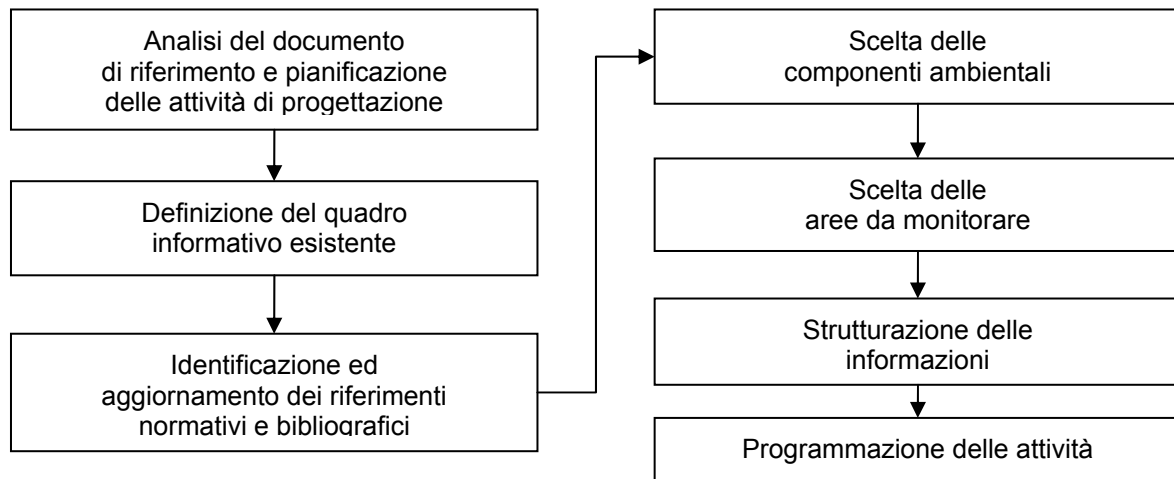 Analisi del documento
di riferimento e pianificazione
delle attività di progettazione
Definizione del quadro
informativo esistente
Identificazione ed
aggiornamento dei riferimenti
normativi e bibliografici
Scelta delle
componenti ambientali
Scelta delle
aree da monitorare
Strutturazione delle
informazioni
Programmazione delle attività